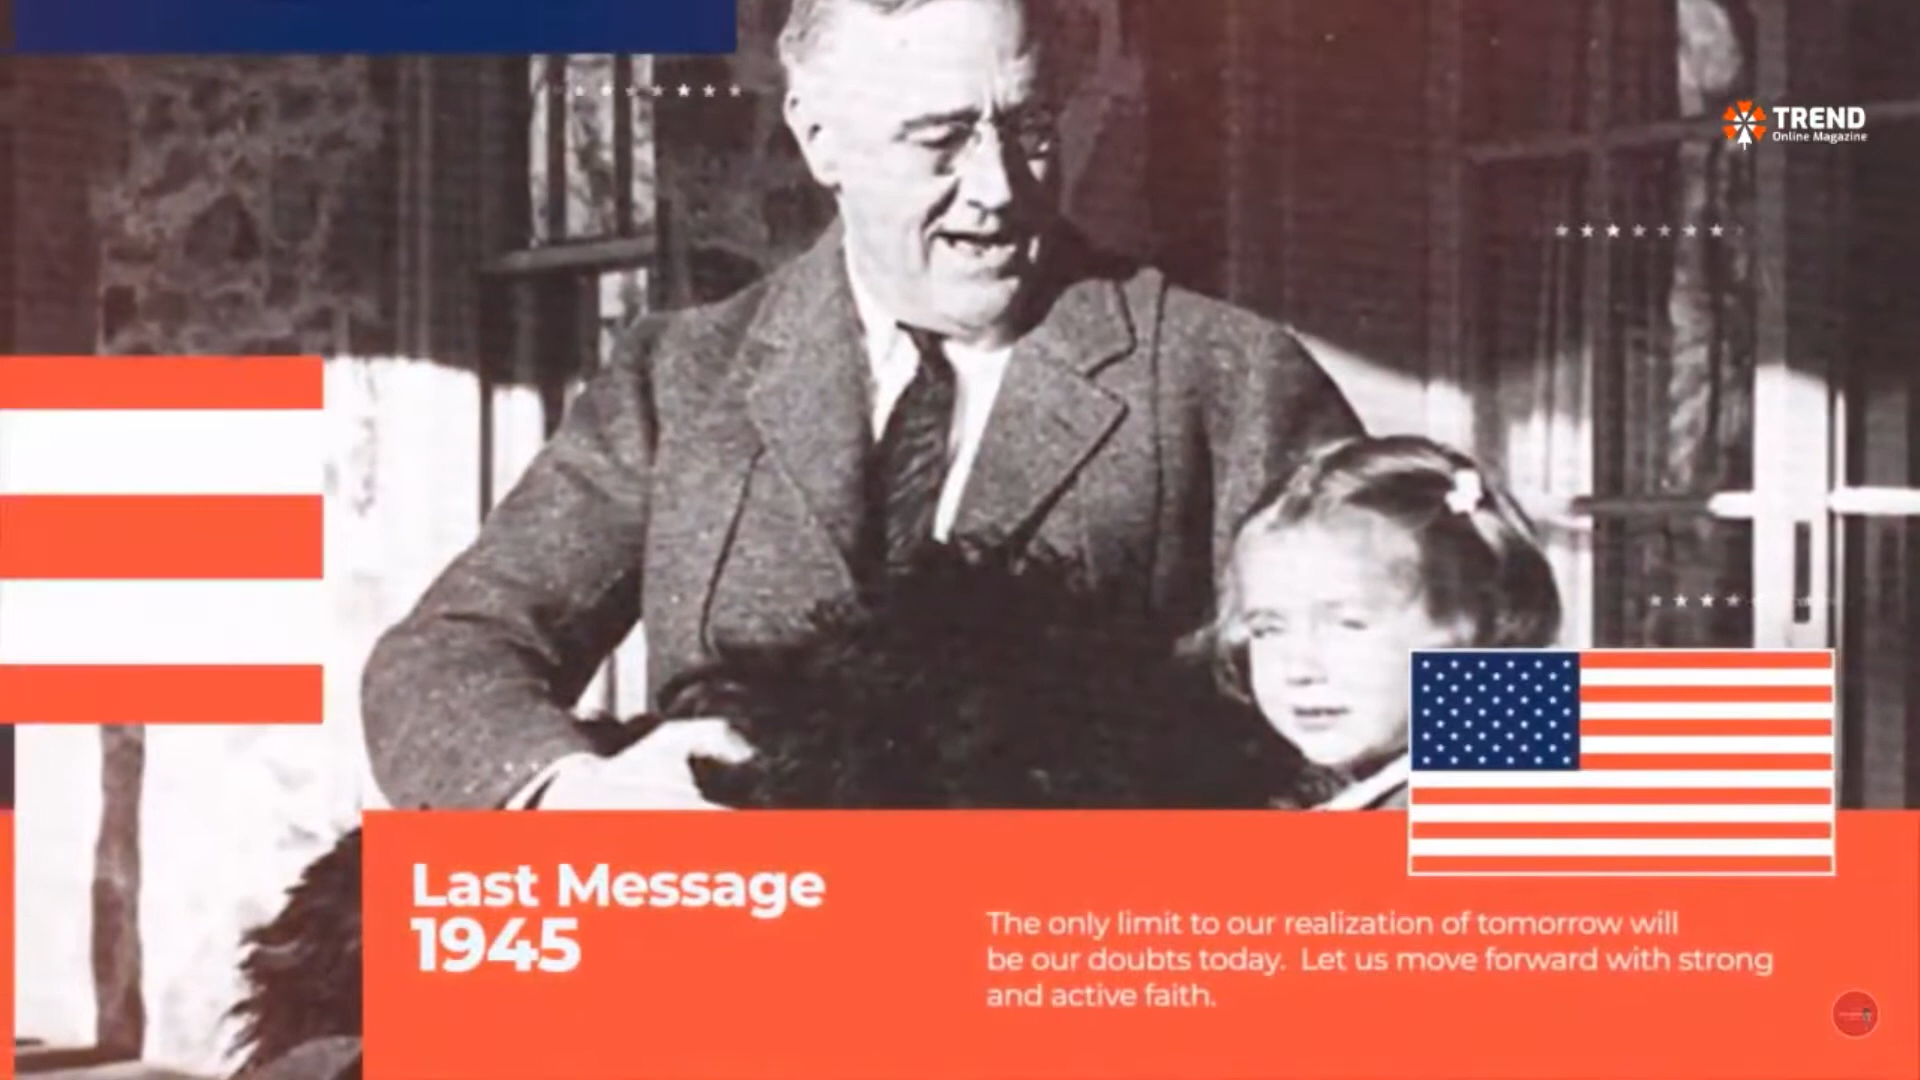 TREND
Online Magazine
Last Message
1945
The only limit to our realization of tomorrow will
be our doubts today.  Let us move forward with strong
and active faith.